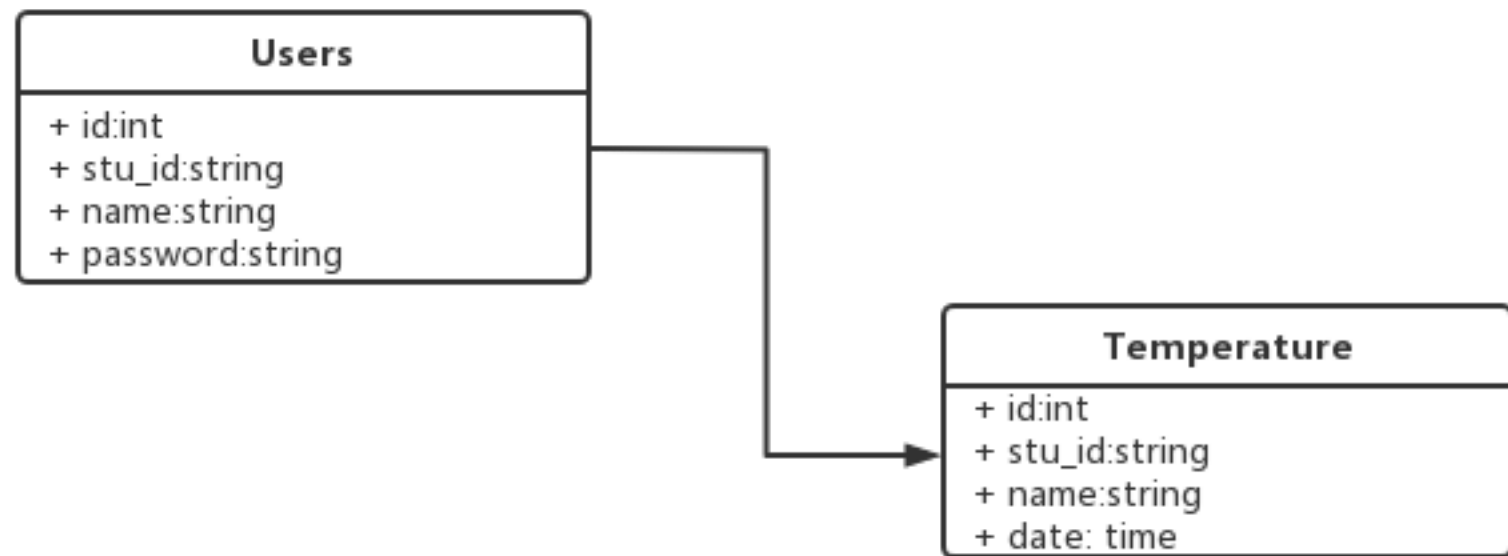 Users
+ id:int
+ stu_id:string
+ name:string
+ password:string
Temperature
+ id:int
+ stu_id:string
+ name:string
+ date: time